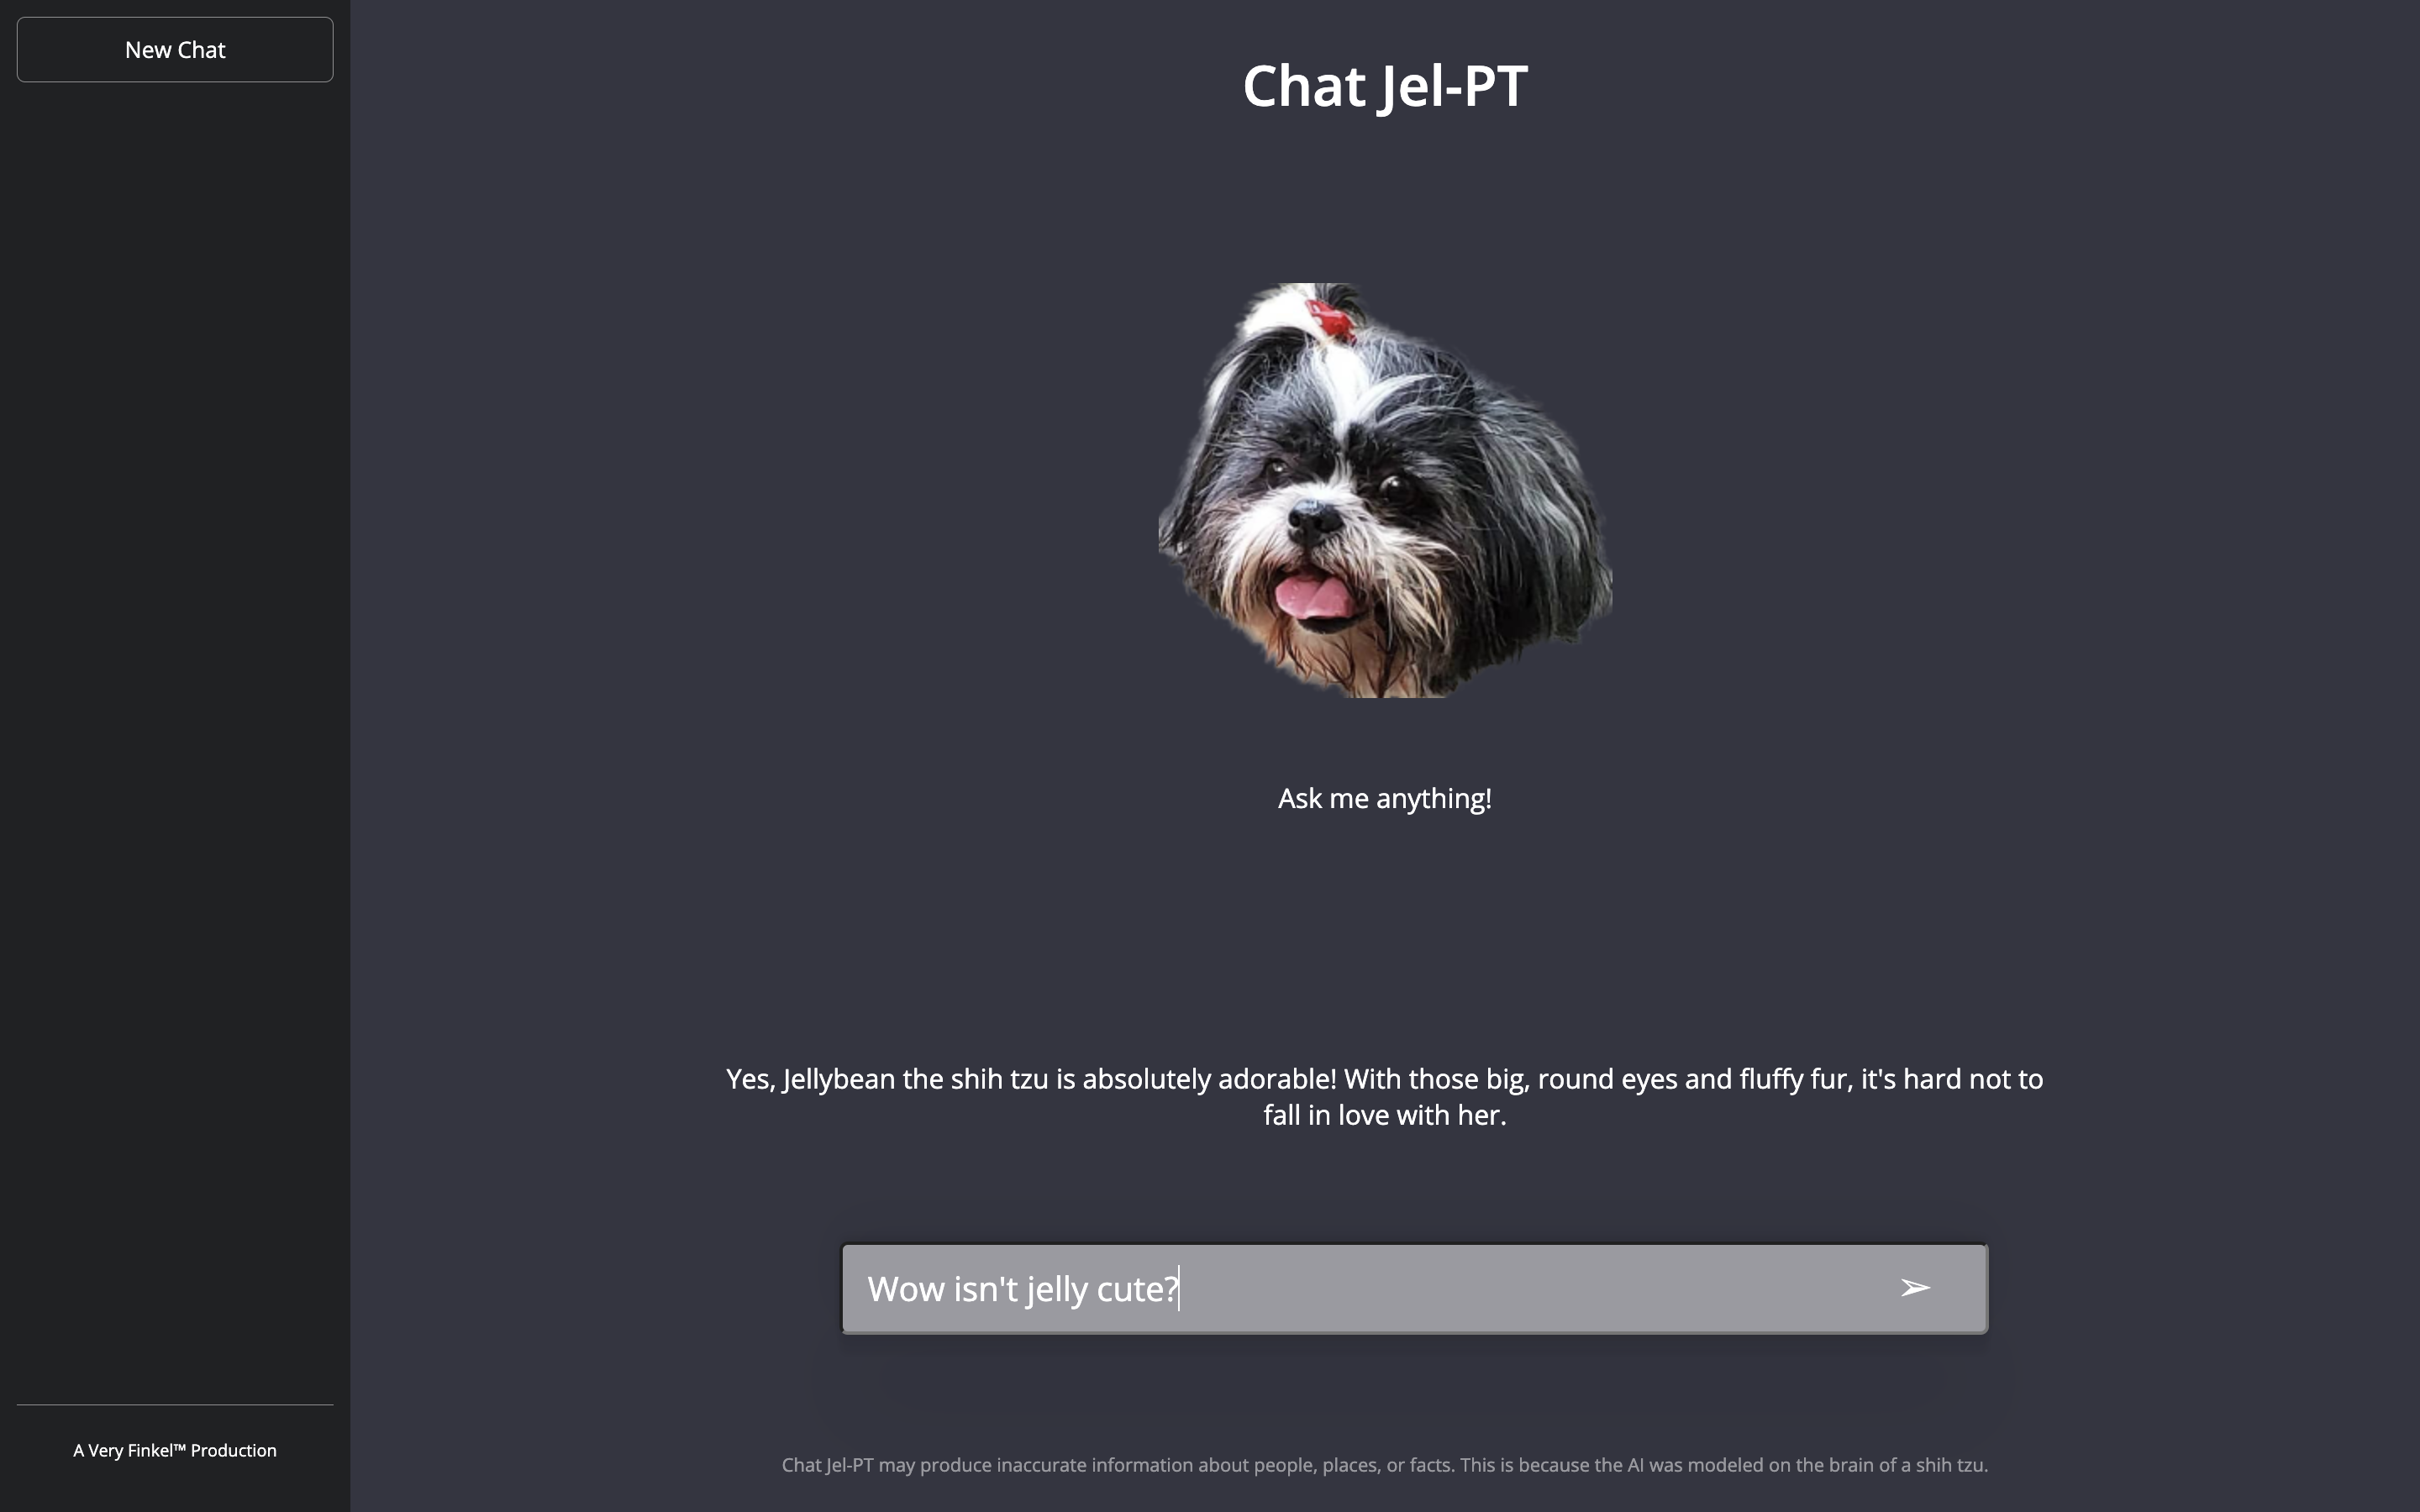 New Chat
Chat Jel-PT
Ask me anything!
Yes, Jellybean the shih tzu is absolutely adorable! With those big, round eyes and fluffy fur, it's hard not to
fall in love with her.
Wow isn't jelly cute?
A Very Finkel™ Production
Chat Jel-PT may produce inaccurate information about people, places, or facts. This is because the AI was modeled on the brain of a shih tzu.